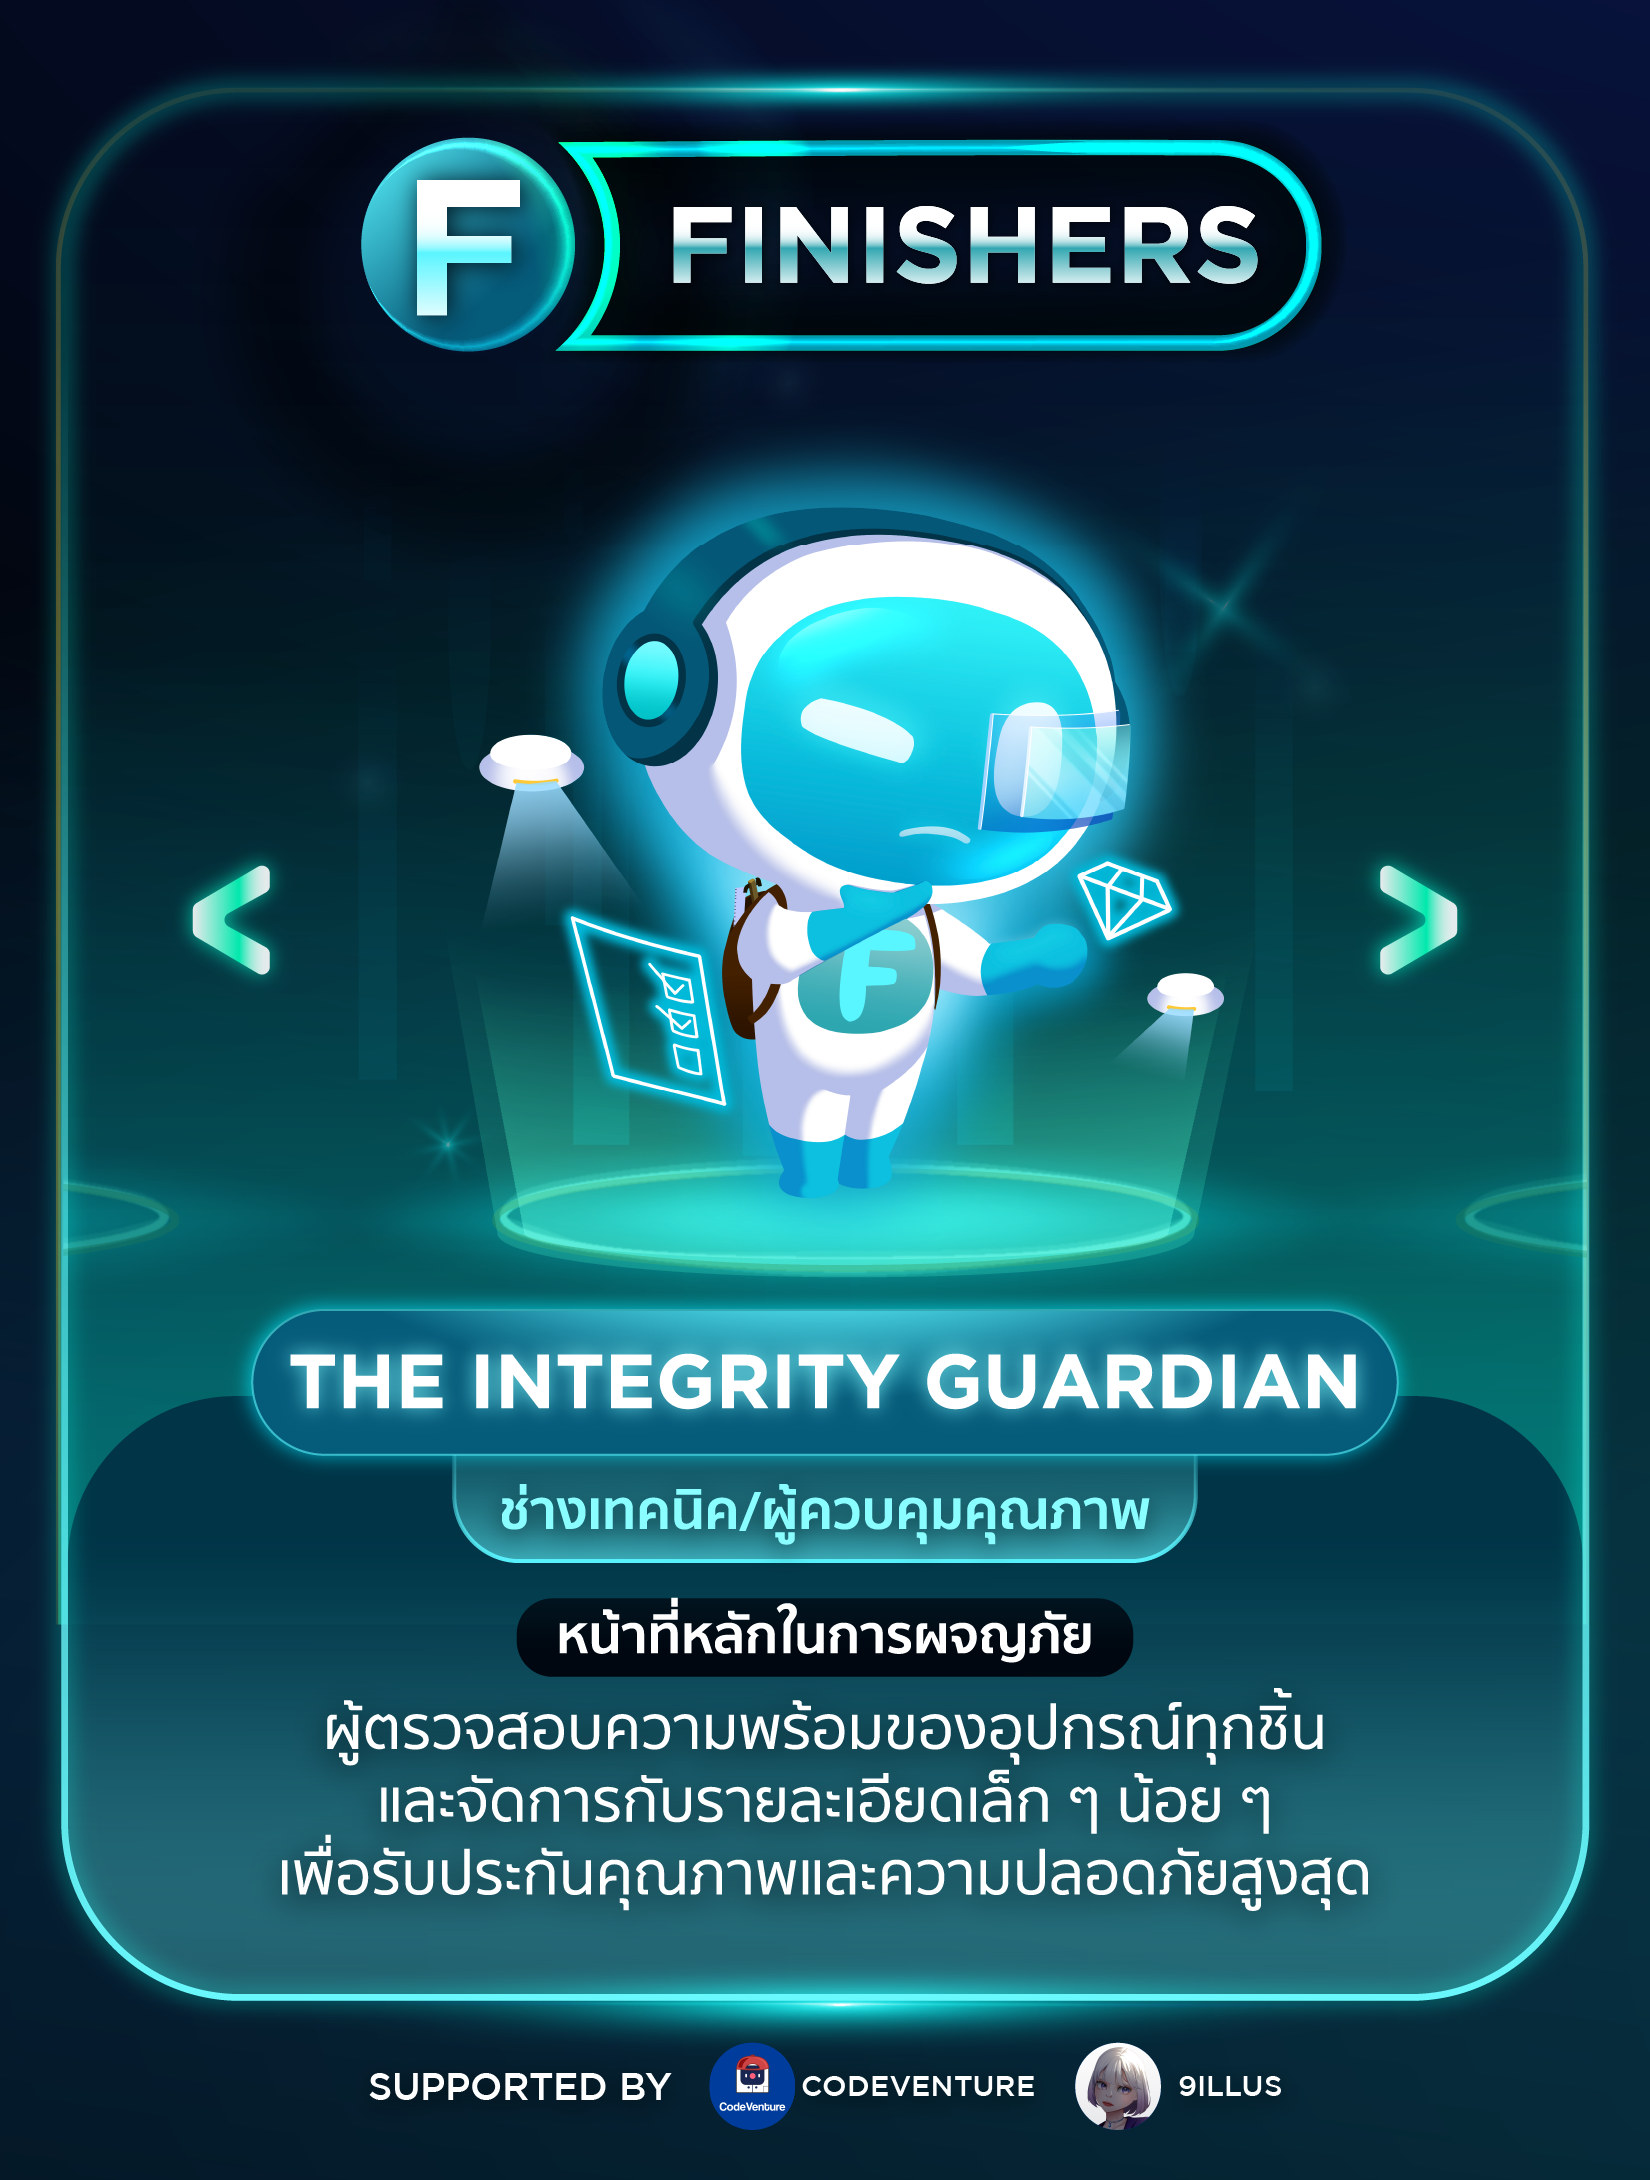 F FINISHERS
F
THE INTEGRITY GUARDIAN
ช่างเทคนิค/ผู้ควบคุมคุณภาพ
หน้าที่หลักในการผจญภัย
ผู้ตรวจสอบความพร้อมของอุปกรณ์ทุกชิ้น
และจัดการกับรายละเอียดเล็ก ๆ น้อย ๆ
เพื่อรับประกันคุณภาพและความปลอดภัยสูงสุด
SUPPORTED BY CodeVenture CODEVENTURE 9ILLUS